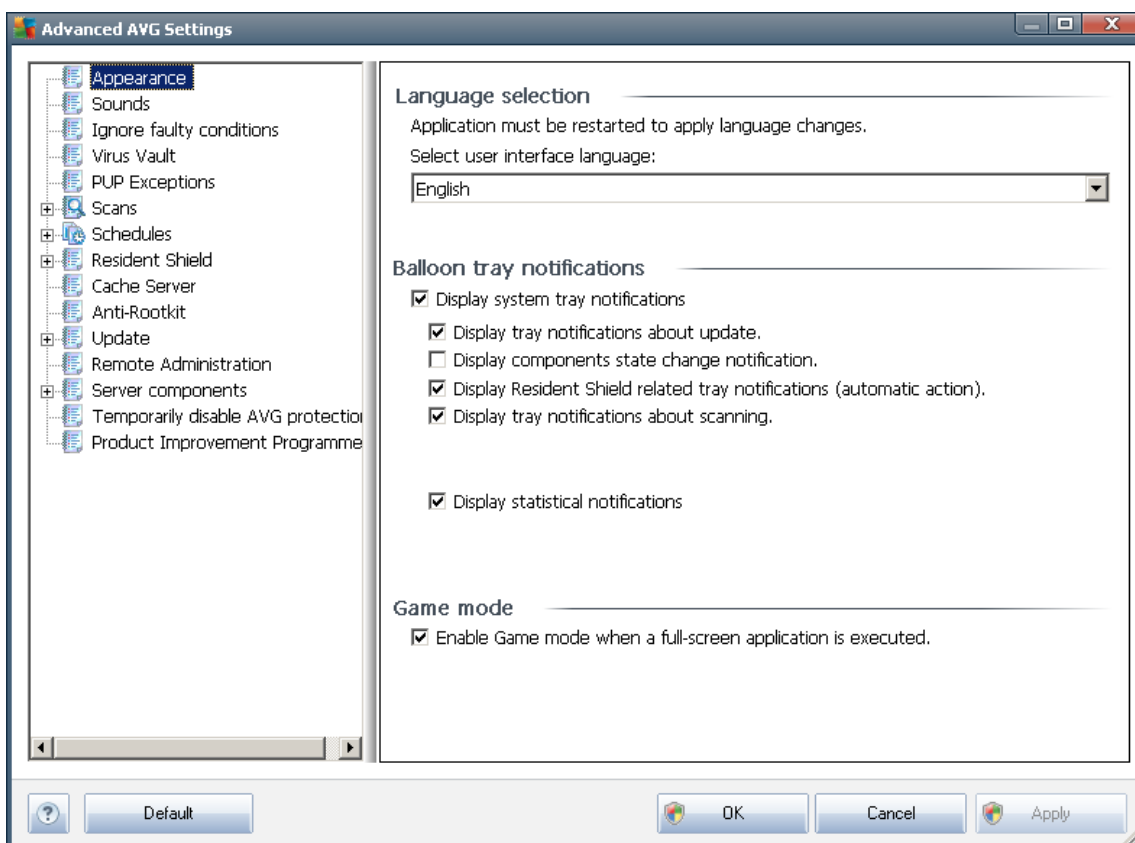 Advanced AVG Settings
Appearance
Sounds
Ignore faulty conditions
Virus Vault
PUP Exceptions
Scans
Schedules
Resident Shield
Cache Server
Anti-Rootkit
Update
Remote Administration
Server components
Temporarily disable AVG protection
Product Improvement Programme
Language selection
Application must be restarted to apply language changes.
Select user interface language:
English
Balloon tray notifications
Display system tray notifications
Display tray notifications about update.
Display components state change notification.
Display Resident Shield related tray notifications (automatic action).
Display tray notifications about scanning.
Display statistical notifications
Game mode
Enable Game mode when a full-screen application is executed.
?
Default
OK
Cancel
Apply